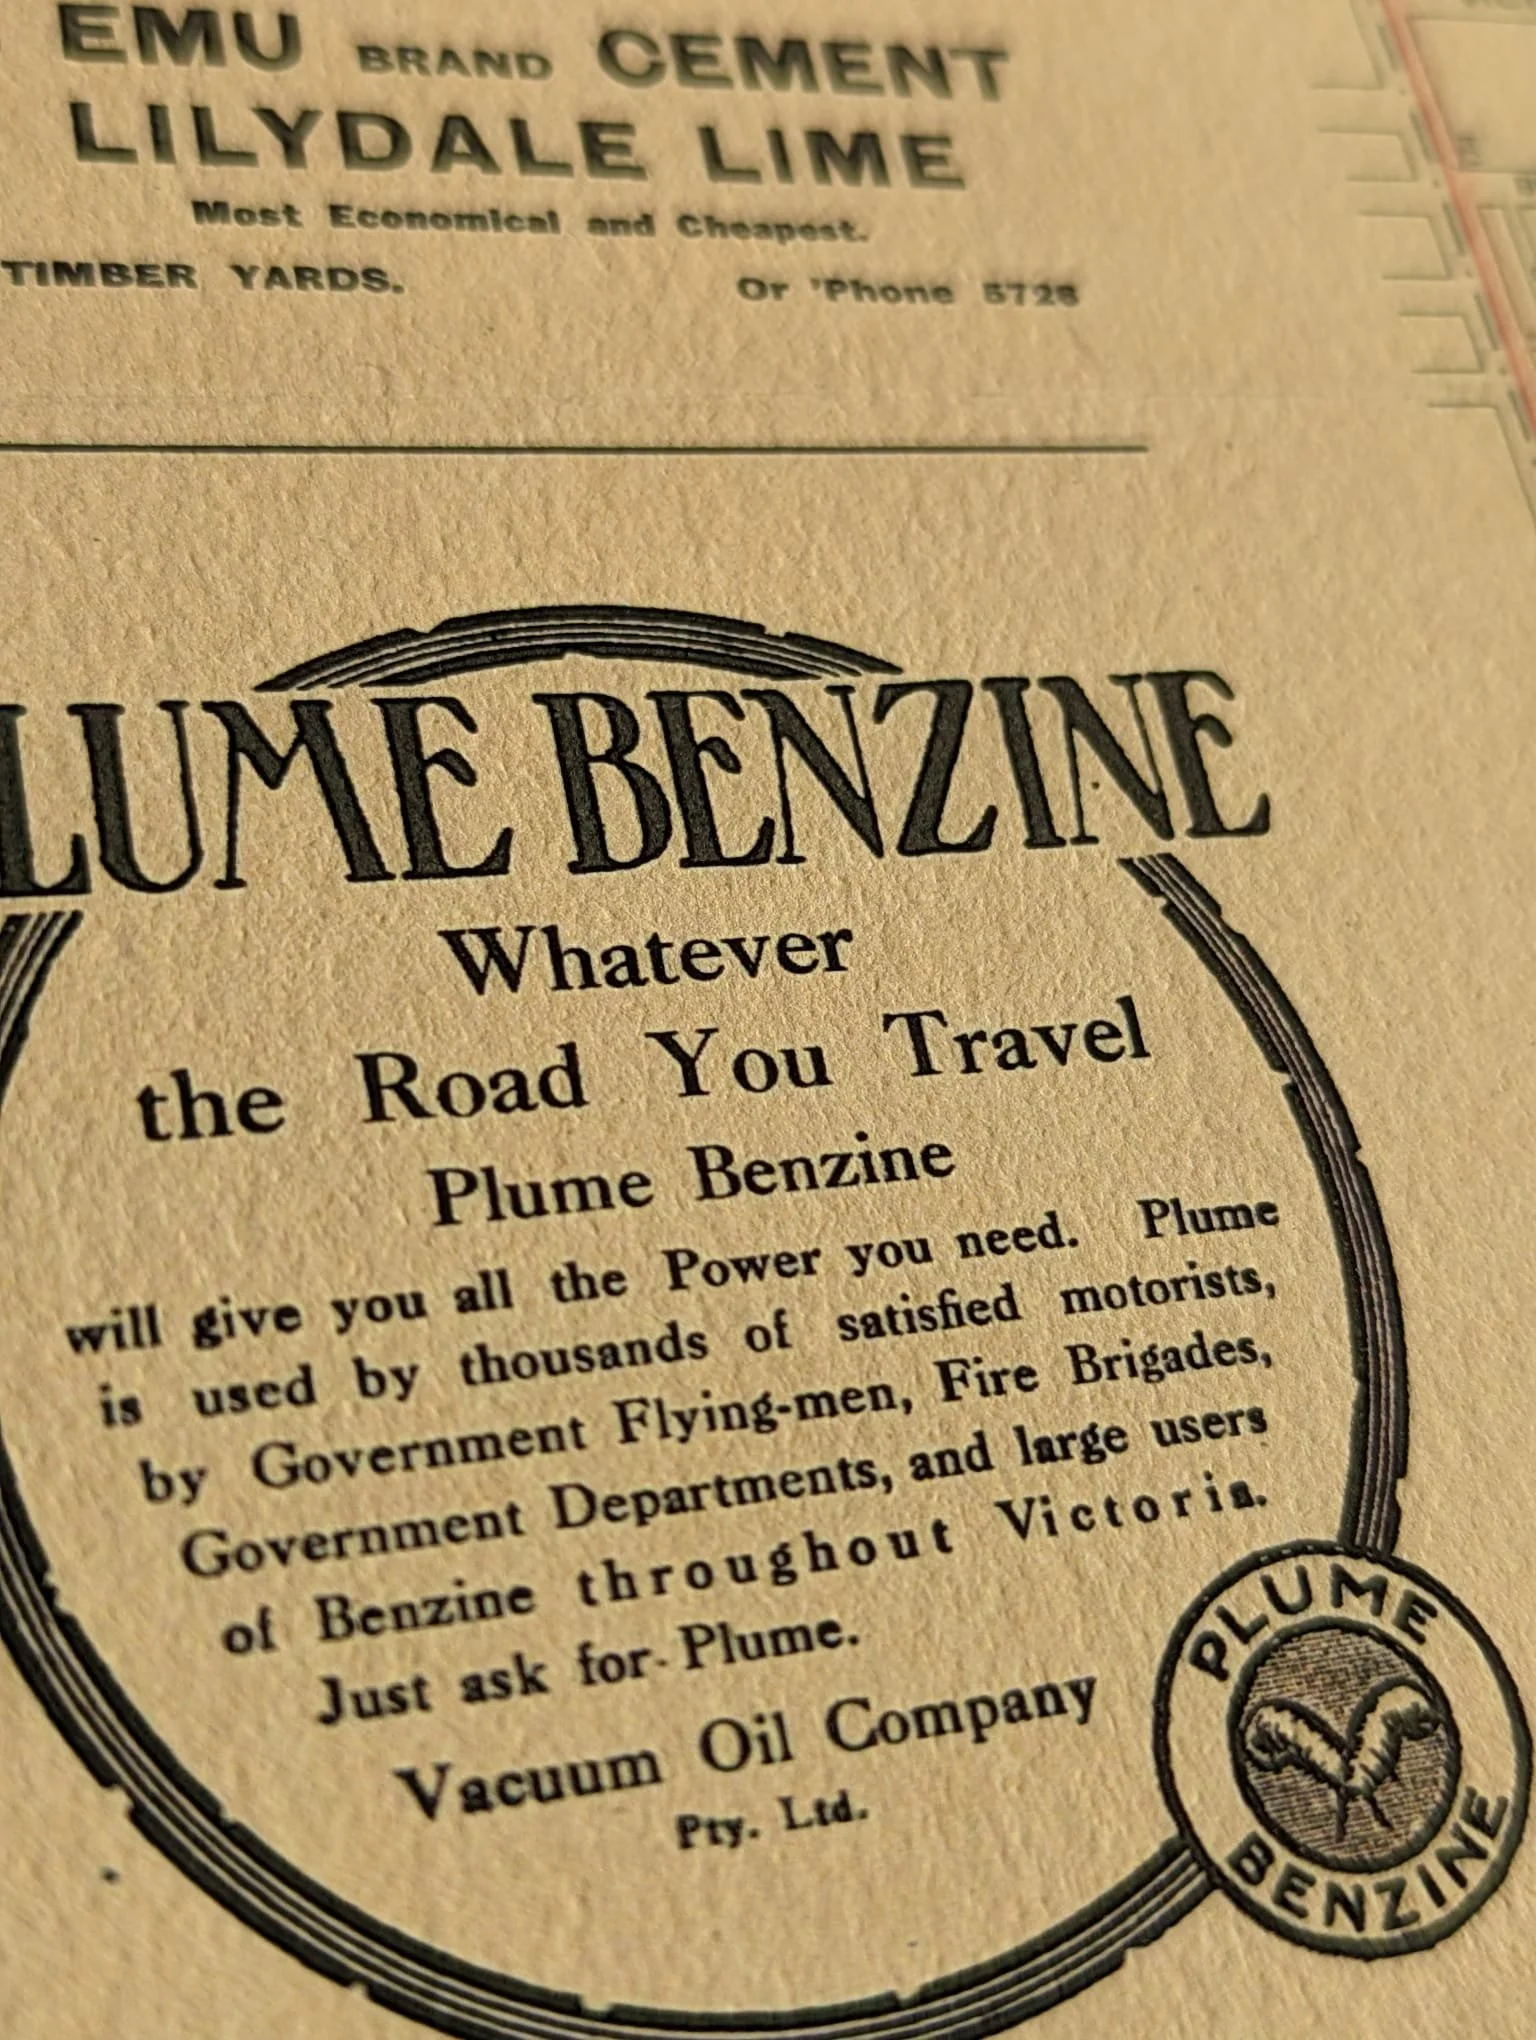 EMU BRAND CEMENT
LILYDALE LIME
Most Economical and Cheapest.
TIMBER YARDS. Or 'Phone 5728
LUME BENZINE
Whatever
the Road You Travel
Plume Benzine
will give you all the Power you need. Plume
is used by thousands of satisfied motorists,
by Government Flying-men, Fire Brigades,
Government Departments, and large users
of Benzine throughout Victoria.
Just ask for Plume.
Vacuum Oil Company
Pty. Ltd.
PLUME
BENZINE